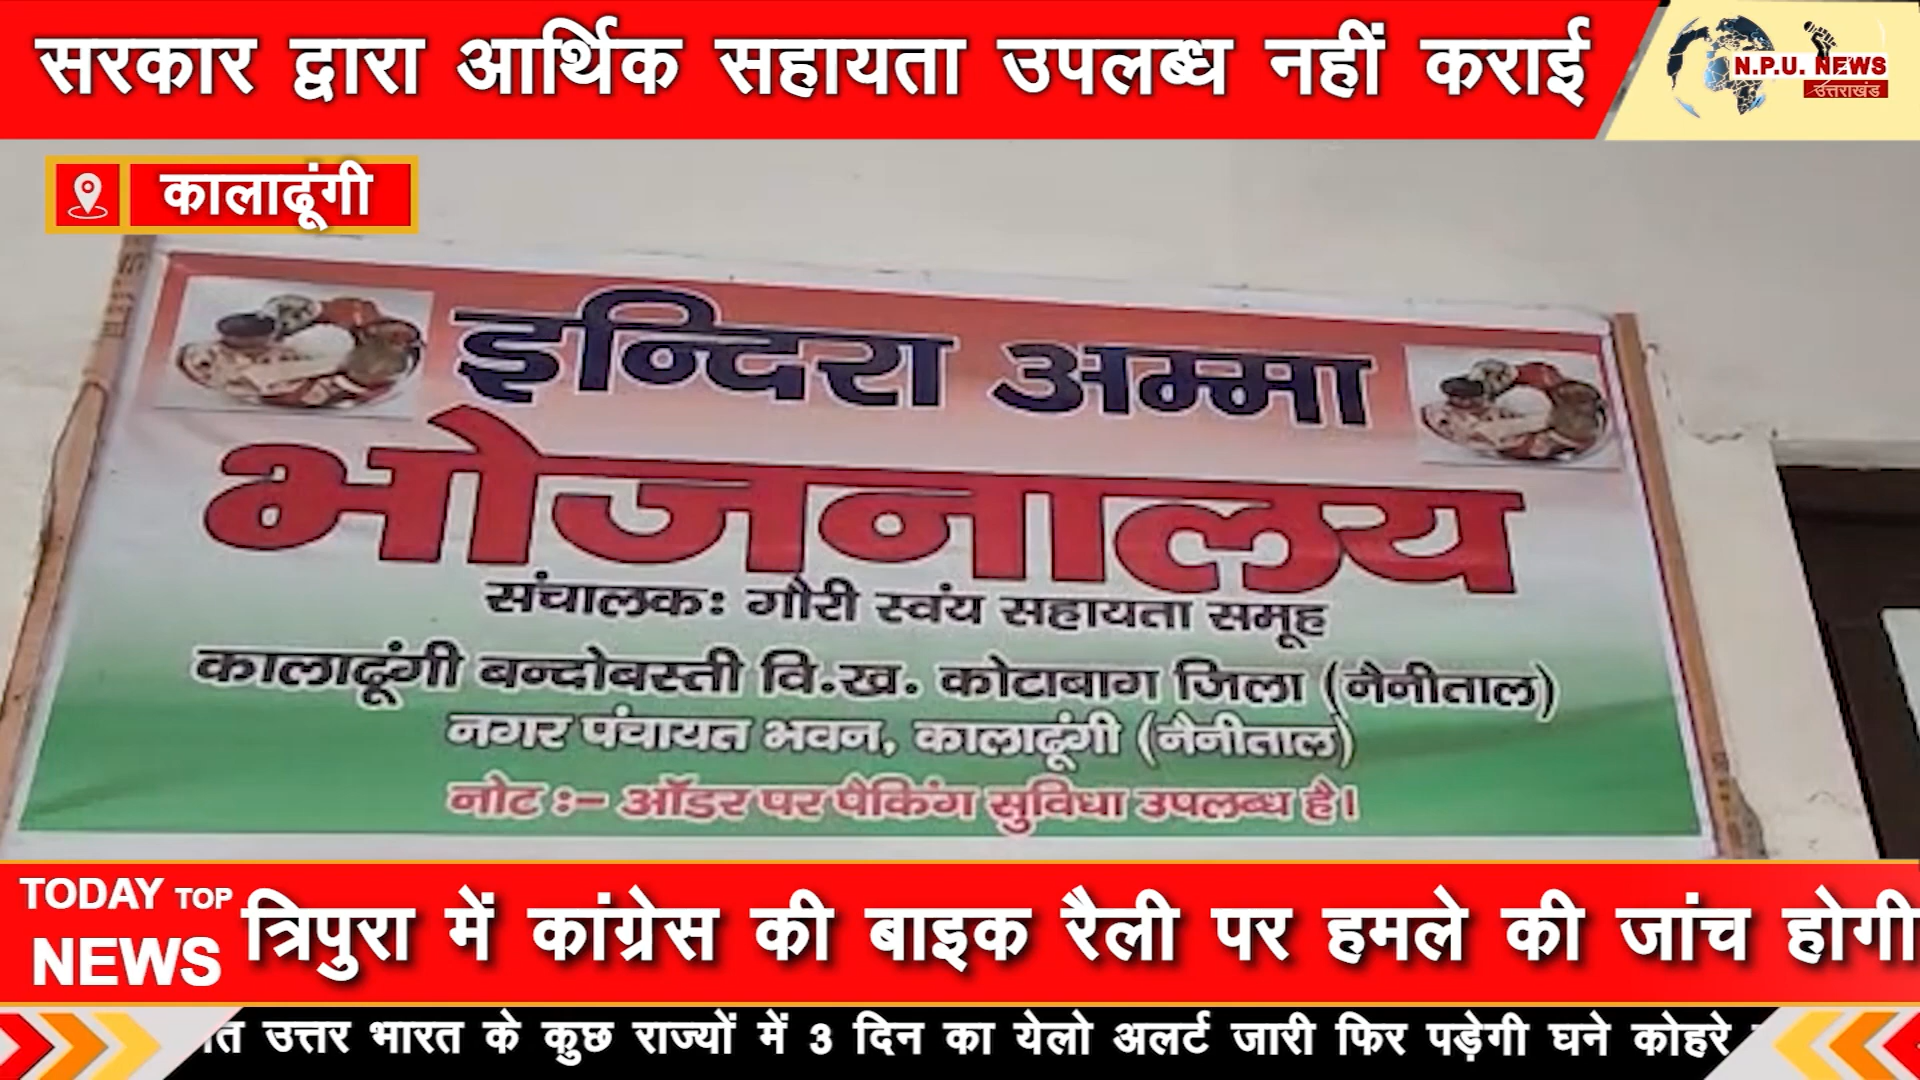 सरकार द्वारा आर्थिक सहायता उपलब्ध नहीं कराई
N.P.U. NEWS
उत्तराखंड
कालाढूंगी
इन्दिरा अम्मा
भोजनालय
संचालक: गौरी स्वंय सहायता समूह
कालाढूंगी बन्दोबस्ती वि.ख. कोटाबाग जिला (नैनीताल)
नगर पंचायत भवन, कालाढूंगी (नैनीताल)
नोट :- ऑडर पर पैकिंग सुविधा उपलब्ध है।
TODAY TOP
NEWS
त्रिपुरा में कांग्रेस की बाइक रैली पर हमले की जांच होगी
उत्तर भारत के कुछ राज्यों में 3 दिन का येलो अलर्ट जारी फिर पड़ेगी घने कोहरे